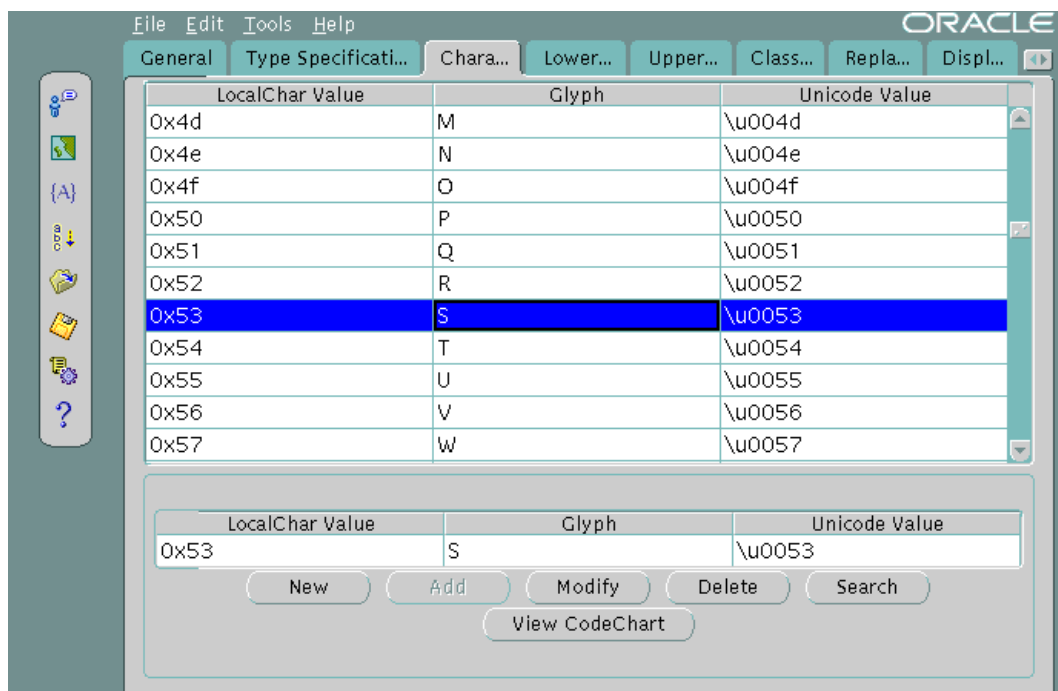 File Edit Tools Help ORACLE
General Type Specificati... Chara... Lower... Upper... Class... Repla... Displ...
LocalChar Value Glyph Unicode Value
0x4d M \u004d
0x4e N \u004e
0x4f O \u004f
0x50 P \u0050
0x51 Q \u0051
0x52 R \u0052
0x53 S \u0053
0x54 T \u0054
0x55 U \u0055
0x56 V \u0056
0x57 W \u0057
{A}
a
b
c
?
LocalChar Value Glyph Unicode Value
0x53 S \u0053
New Add Modify Delete Search
View CodeChart